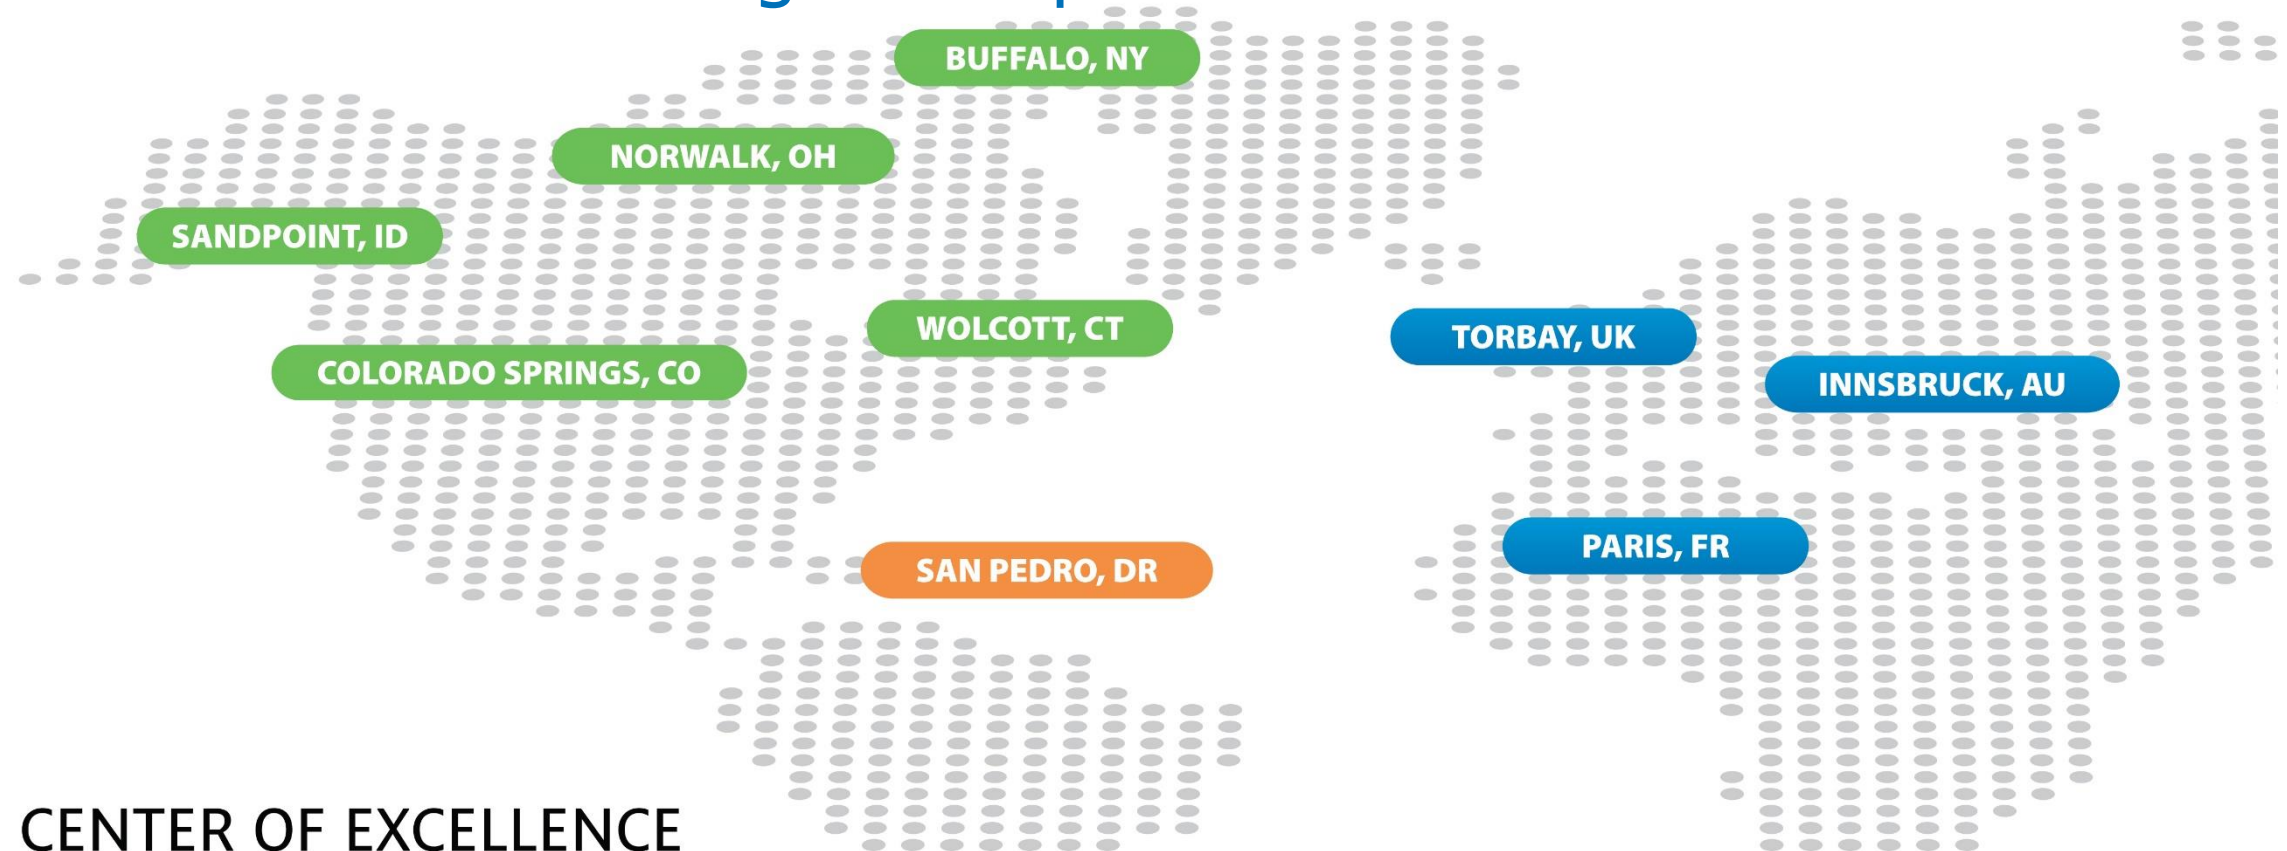 BUFFALO, NY
NORWALK, OH
SANDPOINT, ID
WOLCOTT, CT
TORBAY, UK
COLORADO SPRINGS, CO
INNSBRUCK, AU
PARIS, FR
SAN PEDRO, DR
CENTER OF EXCELLENCE